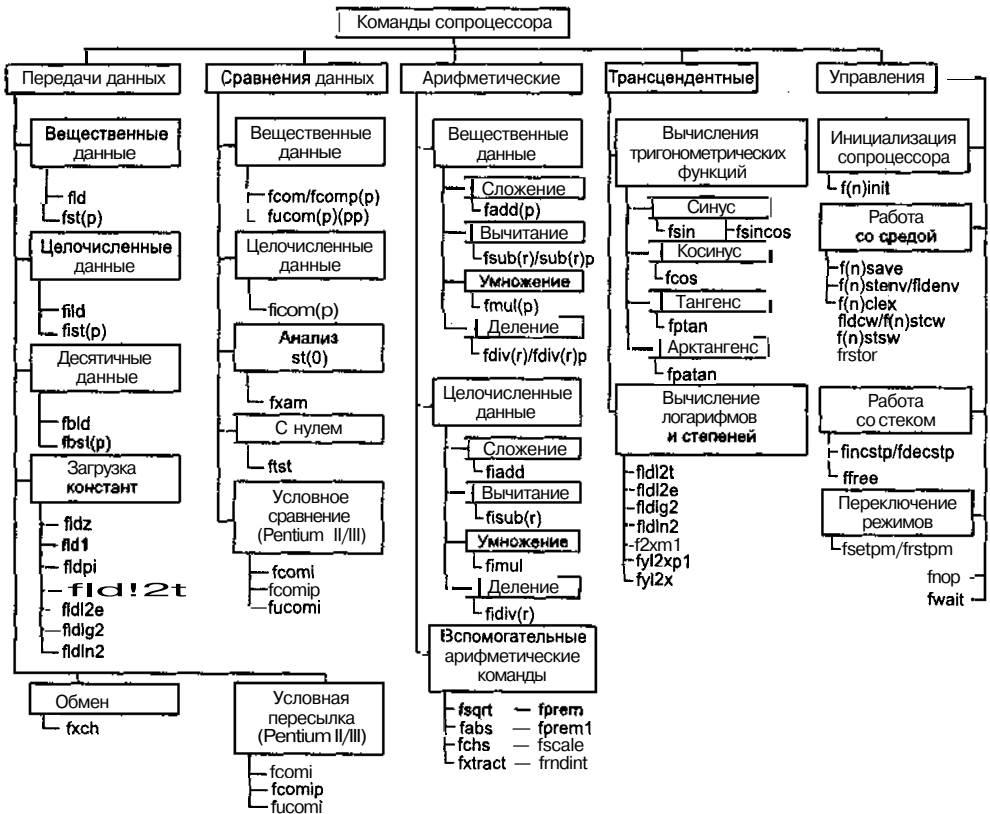 Команды сопроцессора
Передачи данных
Вещественные
данные
fld
fst(p)
Целочисленные
данные
fild
fist(p)
Десятичные
данные
fbld
fbst(p)
Загрузка
констант
fldz
fld1
fldpi
fld!2t
fldl2e
fldlg2
fldln2
Обмен
fxch
Условная
пересылка
(Pentium II/III)
fcomi
fcomip
fucomi
Сравнения данных
Вещественные
данные
fcom/fcomp(p)
fucom(p)(pp)
Целочисленные
данные
ficom(p)
Анализ
st(0)
fxam
С нулем
ftst
Условное
сравнение
(Pentium II/III)
fcomi
fcomip
fucomi
Арифметические
Вещественные
данные
Сложение
fadd(p)
Вычитание
fsub(r)/sub(r)p
Умножение
fmul(p)
Деление
fdiv(r)/fdiv(r)p
Целочисленные
данные
Сложение
fiadd
Вычитание
fisub(r)
Умножение
fimul
Деление
fidiv(r)
Вспомогательные
арифметические
команды
fsqrt fprem
fabs fprem1
fchs fscale
fxtract frndint
Трансцендентные
Вычисления
тригонометрических
функций
Синус
fsin fsincos
Косинус
fcos
Тангенс
fptan
Арктангенс
fpatan
Вычисление
логарифмов
и степеней
fldl2t
fldl2e
fldlg2
fldln2
f2xm1
fyl2xp1
fyl2x
Управления
Инициализация
сопроцессора
f(n)init
Работа
со средой
f(n)save
f(n)stenv/fldenv
f(n)clex
fldcw/f(n)stcw
f(n)stsw
frstor
Работа
со стеком
fincstp/fdecstp
ffree
Переключение
режимов
fsetpm/frstpm
fnop
fwait